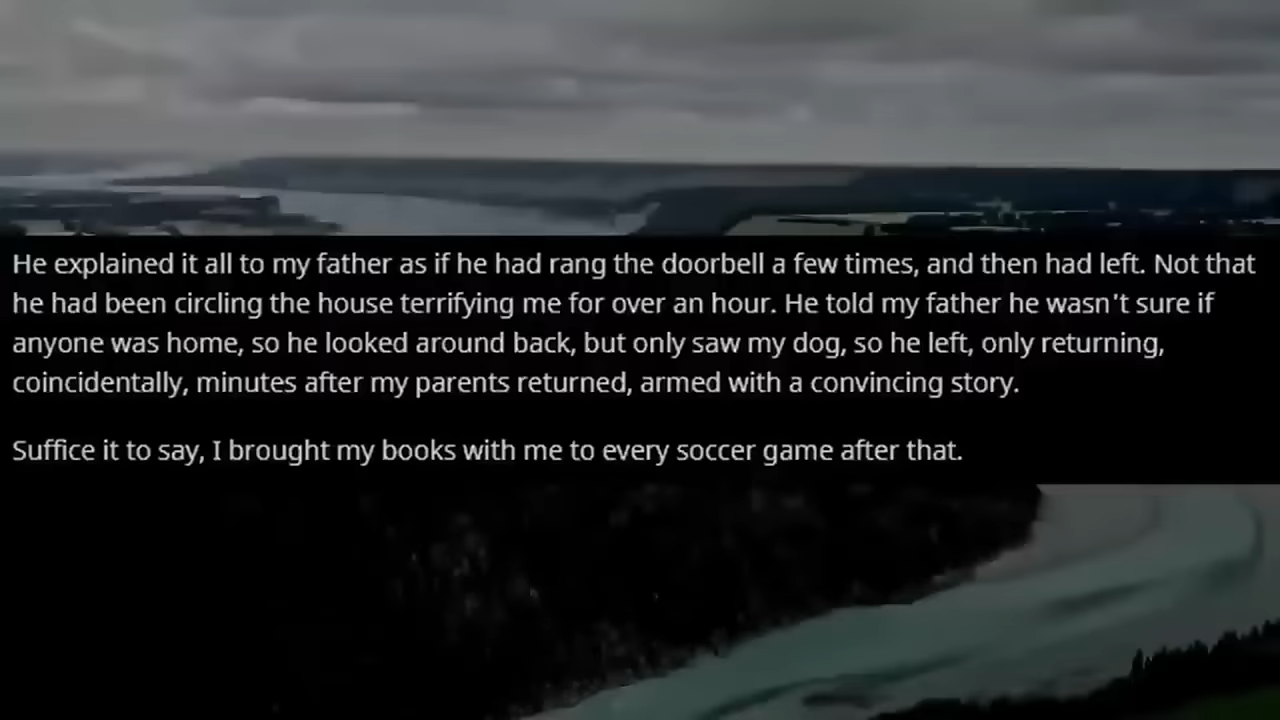 He explained it all to my father as if he had rang the doorbell a few times, and then had left. Not that
he had been circling the house terrifying me for over an hour. He told my father he wasn't sure if
anyone was home, so he looked around back, but only saw my dog, so he left, only returning,
coincidentally, minutes after my parents returned, armed with a convincing story.
Suffice it to say, I brought my books with me to every soccer game after that.